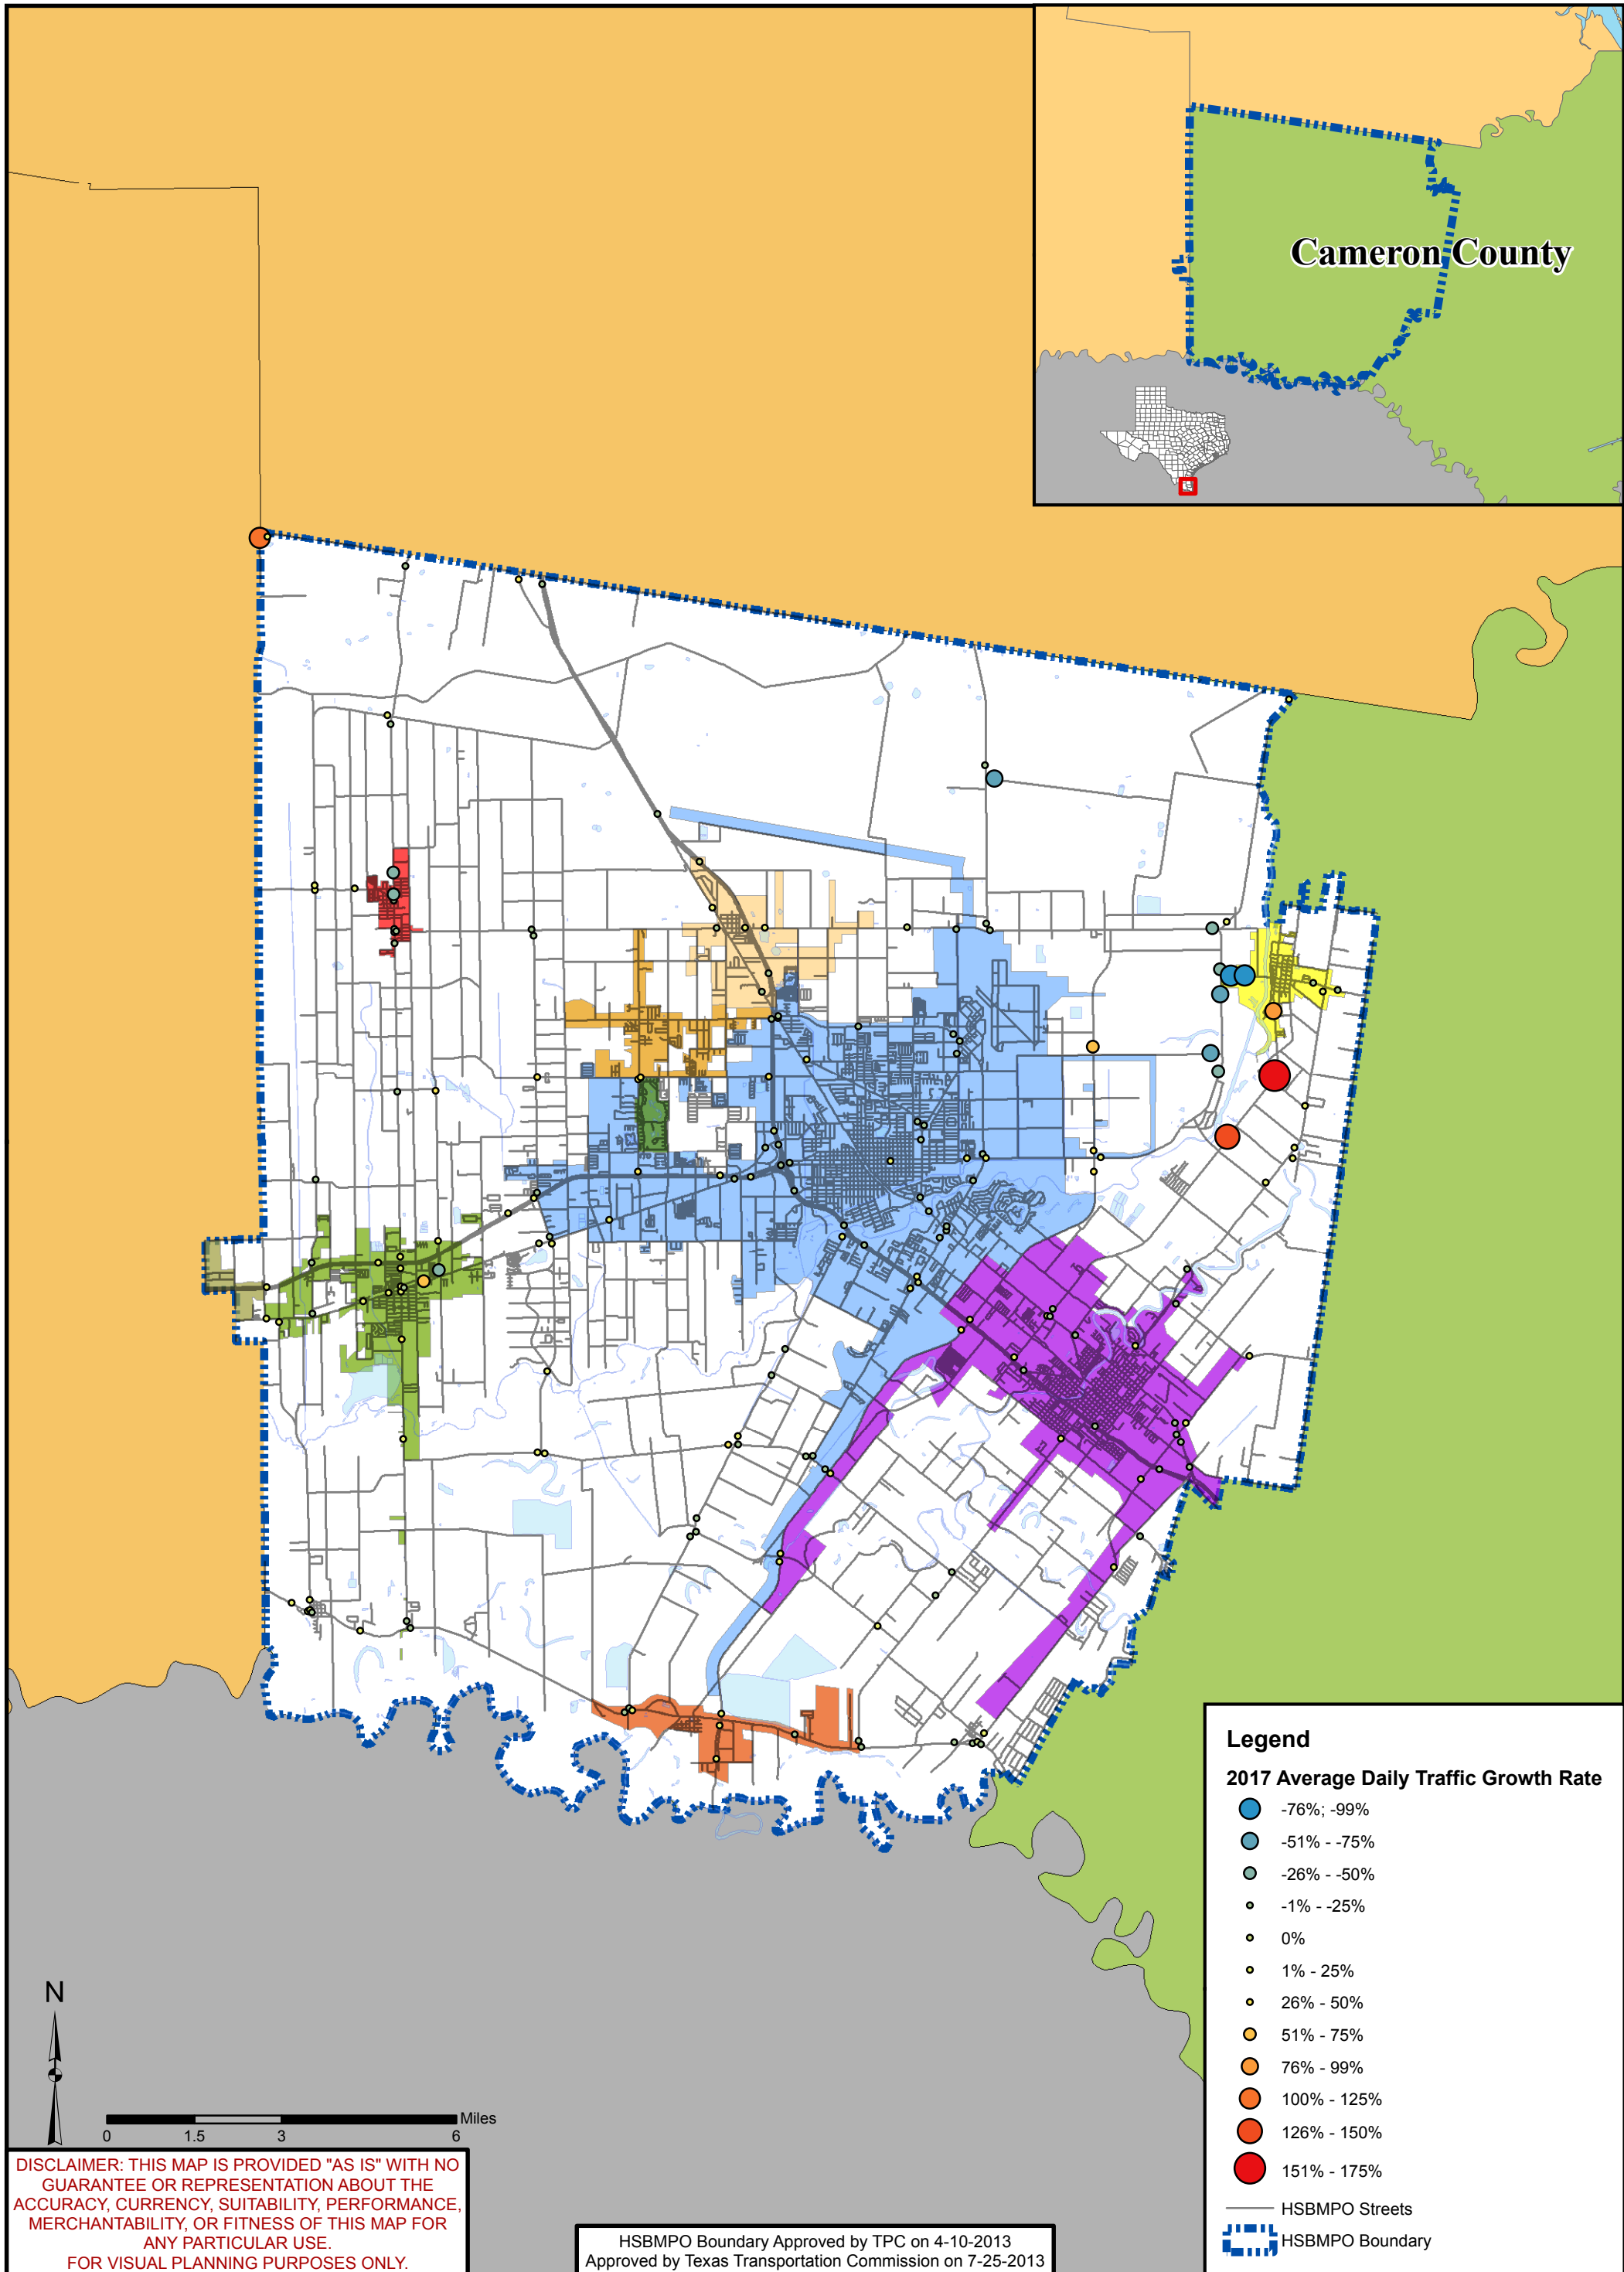 Cameron County
Legend
2017 Average Daily Traffic Growth Rate
-76%; -99%
-51% - -75%
-26% - -50%
-1% - -25%
0%
1% - 25%
26% - 50%
51% - 75%
76% - 99%
100% - 125%
126% - 150%
151% - 175%
HSBMPO Streets
HSBMPO Boundary
N
Miles
0 1.5 3 6
DISCLAIMER: THIS MAP IS PROVIDED "AS IS" WITH NO
GUARANTEE OR REPRESENTATION ABOUT THE
ACCURACY, CURRENCY, SUITABILITY, PERFORMANCE,
MERCHANTABILITY, OR FITNESS OF THIS MAP FOR
ANY PARTICULAR USE.
FOR VISUAL PLANNING PURPOSES ONLY.
HSBMPO Boundary Approved by TPC on 4-10-2013
Approved by Texas Transportation Commission on 7-25-2013